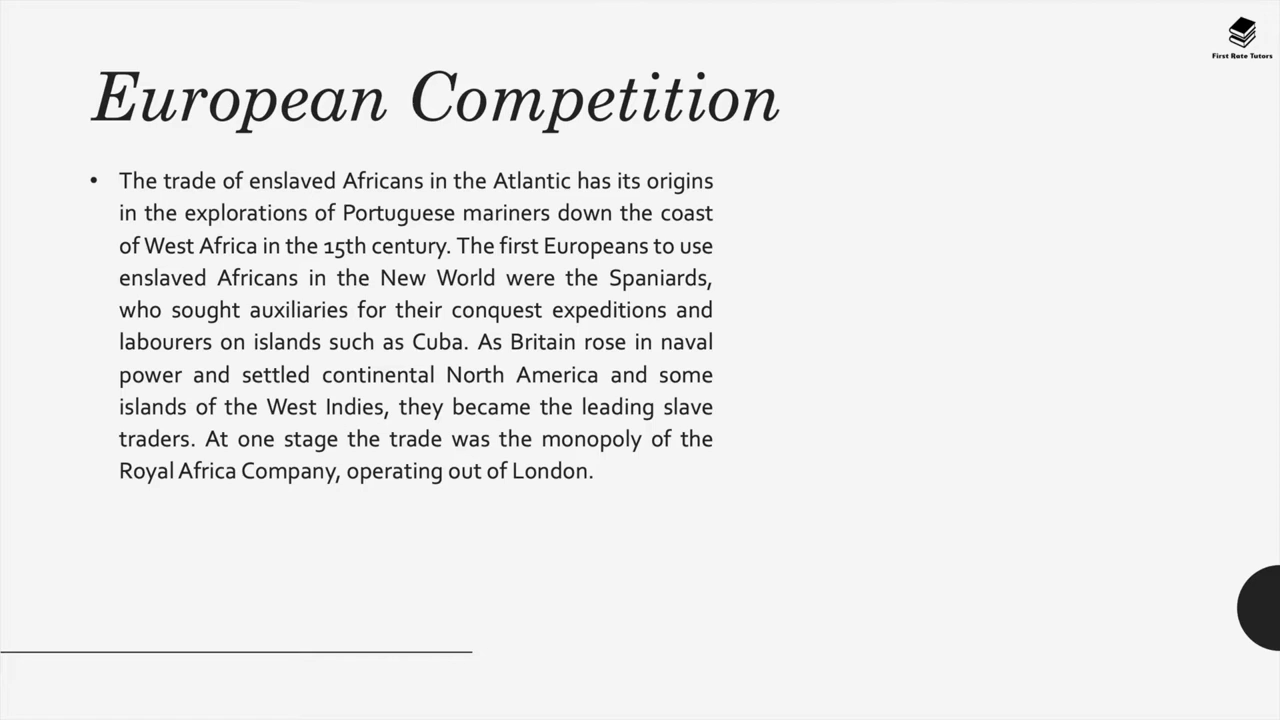 First Rate Tutors
European Competition
• The trade of enslaved Africans in the Atlantic has its origins
in the explorations of Portuguese mariners down the coast
of West Africa in the 15th century. The first Europeans to use
enslaved Africans in the New World were the Spaniards,
who sought auxiliaries for their conquest expeditions and
labourers on islands such as Cuba. As Britain rose in naval
power and settled continental North America and some
islands of the West Indies, they became the leading slave
traders. At one stage the trade was the monopoly of the
Royal Africa Company, operating out of London.